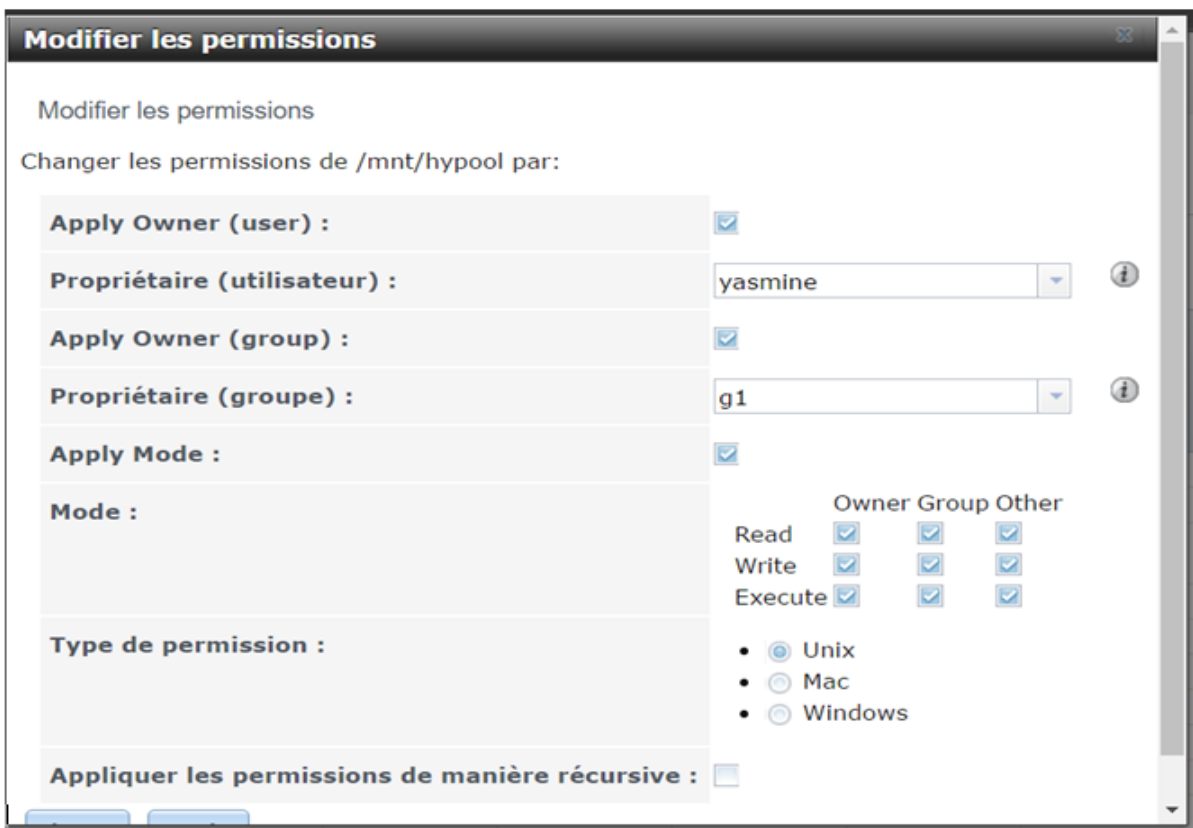 Modifier les permissions
Modifier les permissions
Changer les permissions de /mnt/hypool par:
Apply Owner (user) :
Propriétaire (utilisateur) : yasmine
Apply Owner (group) :
Propriétaire (groupe) : g1
Apply Mode :
Mode : Owner Group Other
Read
Write
Execute
Type de permission : • Unix
• Mac
• Windows
Appliquer les permissions de manière récursive :